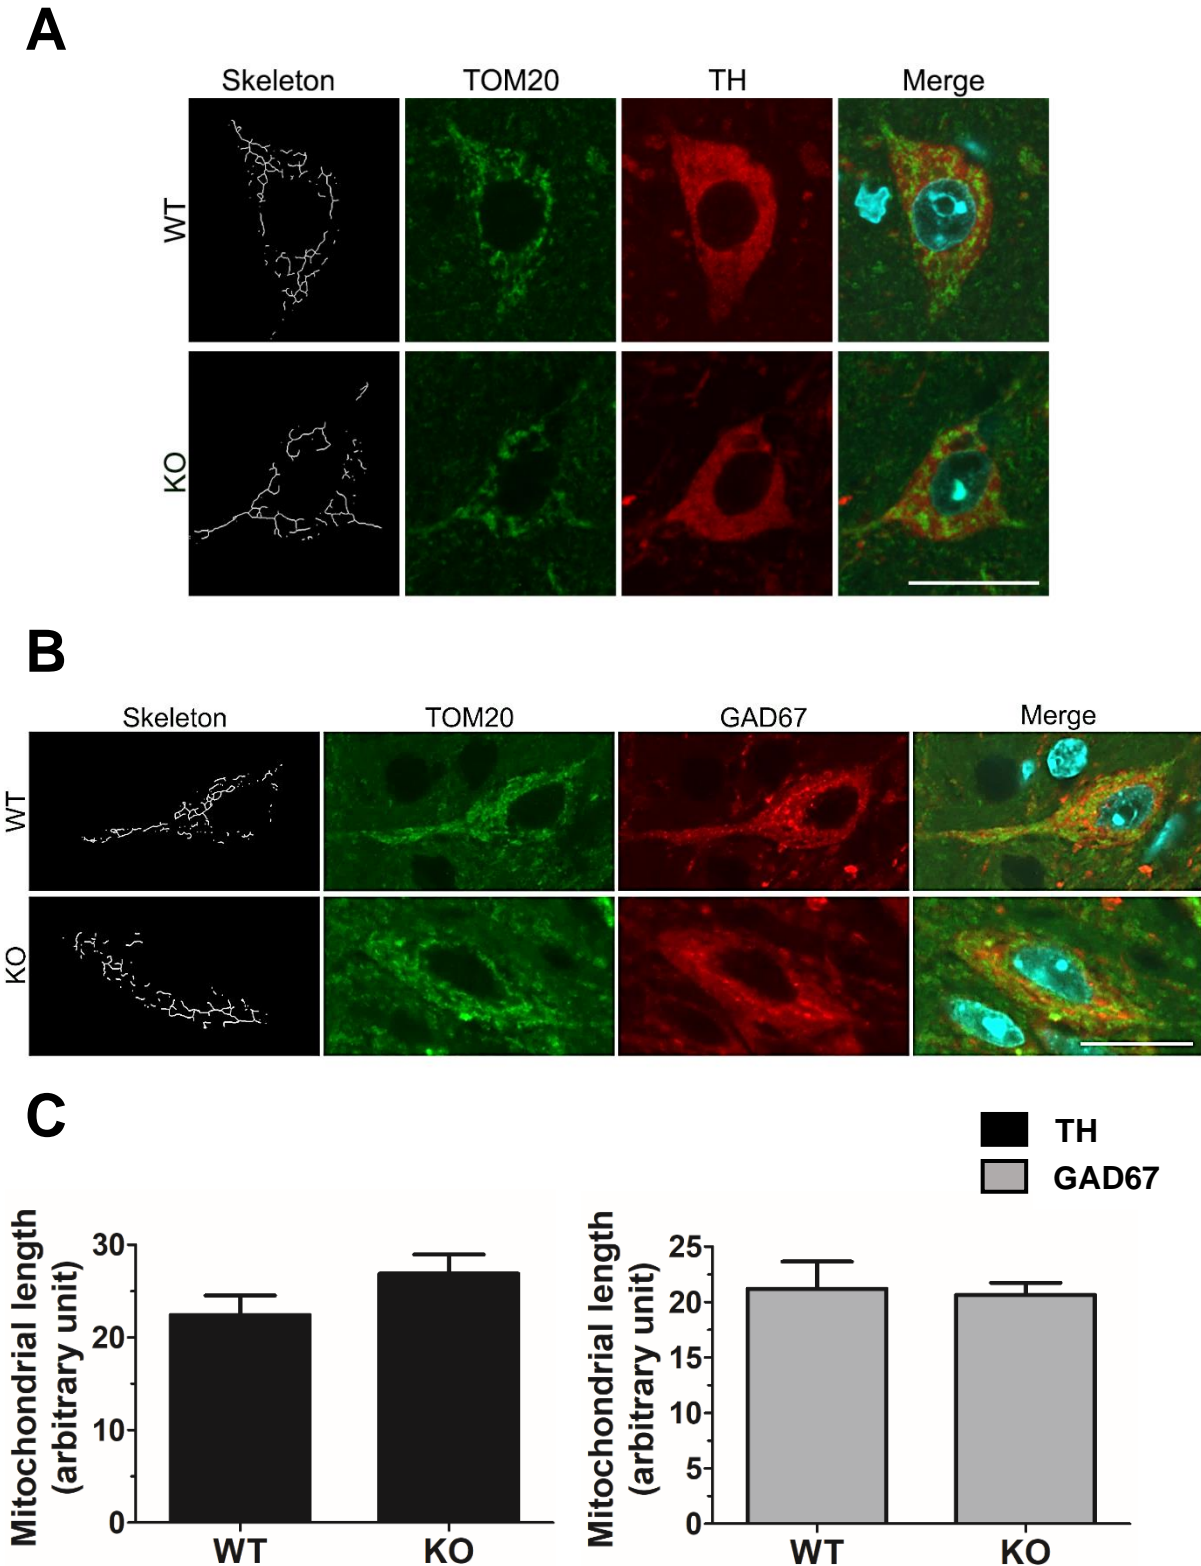 A
Skeleton TOM20 TH Merge
WT
KO
B
Skeleton TOM20 GAD67 Merge
WT
KO
C
TH
GAD67
Mitochondrial length
(arbitrary unit)
30
20
10
0
WT KO
Mitochondrial length
(arbitrary unit)
25
20
15
10
5
0
WT KO